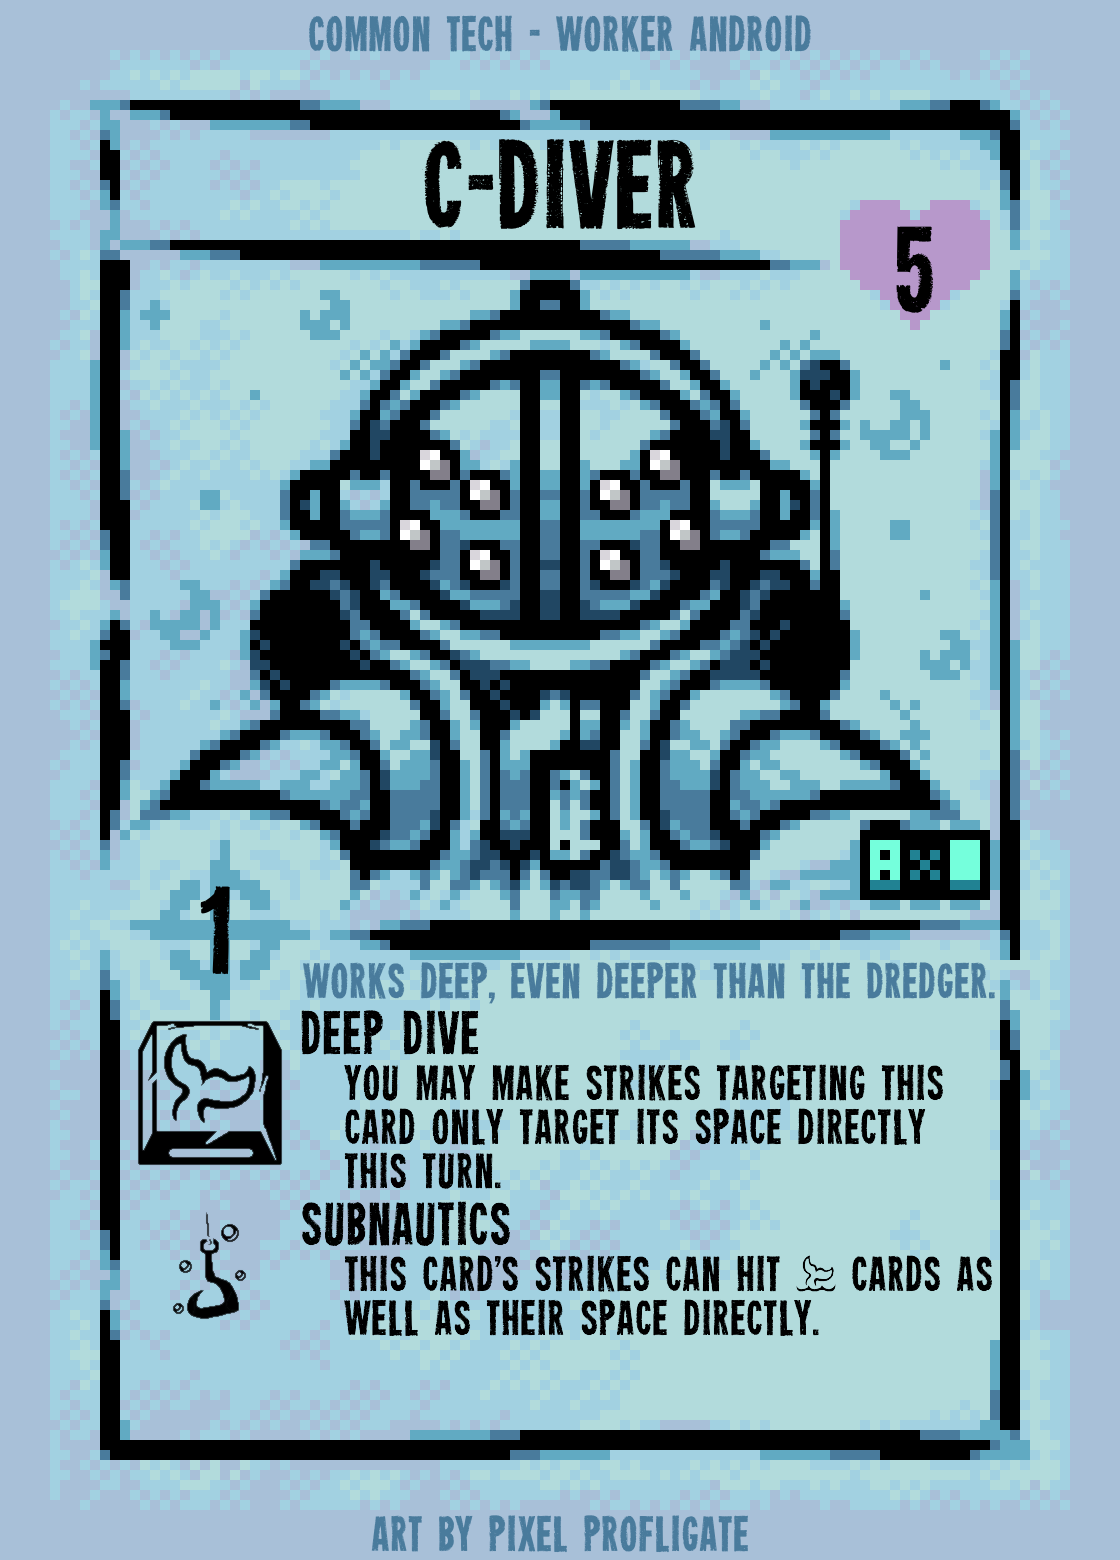 COMMON TECH - WORKER ANDROID
C-DIVER
5
1
WORKS DEEP, EVEN DEEPER THAN THE DREDGER.
DEEP DIVE
YOU MAY MAKE STRIKES TARGETING THIS
CARD ONLY TARGET ITS SPACE DIRECTLY
THIS TURN.
SUBNAUTICS
THIS CARD'S STRIKES CAN HIT CARDS AS
WELL AS THEIR SPACE DIRECTLY.
ART BY PIXEL PROFLIGATE